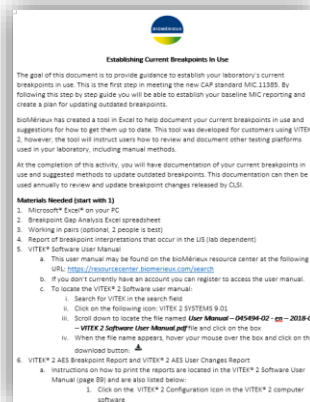 BIOMÉRIEUX
Establishing Current Breakpoints In Use
The goal of this document is to provide guidance to establish your laboratory's current
breakpoints in use. This is the first step in meeting the new CAP standard MIC.11385. By
following this step by step guide you will be able to establish your baseline MIC reporting and
create a plan for updating outdated breakpoints.
bioMérieux has created a tool in Excel to help document your current breakpoints in use and
suggestions for how to get them up to date. This tool was developed for customers using VITEK
2, however, the tool will instruct users how to review and document other testing platforms
used in your laboratory, including manual methods.
At the completion of this activity, you will have documentation of your current breakpoints in
use and suggested methods to update outdated breakpoints. This documentation can then be
used annually to review and update breakpoint changes released by CLSI.
Materials Needed (start with 1)
1. Microsoft® Excel® on your PC
2. Breakpoint Gap Analysis Excel spreadsheet
3. Working in pairs (optional, 2 people is best)
4. Report of breakpoint interpretations that occur in the LIS (lab dependent)
5. VITEK® Software User Manual
a. This user manual may be found on the bioMérieux resource center at the following
URL: https://resourcecenter.biomerieux.com/search
b. If you don't currently have an account you can register to access the user manual.
c. To locate the VITEK® 2 Software user manual:
i. Search for VITEK in the search field
ii. Click on the following icon: VITEK 2 SYSTEMS 9.01
iii. Scroll down to locate the file named User Manual – 045494-02 - en – 2018-0
– VITEK 2 Software User Manual.pdf file and click on the box
iv. When the file name appears, hover your mouse over the box and click on th
download button:
6. VITEK® 2 AES Breakpoint Report and VITEK® 2 AES User Changes Report
a. Instructions on how to print the reports are located in the VITEK® 2 Software User
Manual (page 89) and are also listed below:
1. Click on the VITEK® 2 Configuration Icon in the VITEK® 2 computer
software